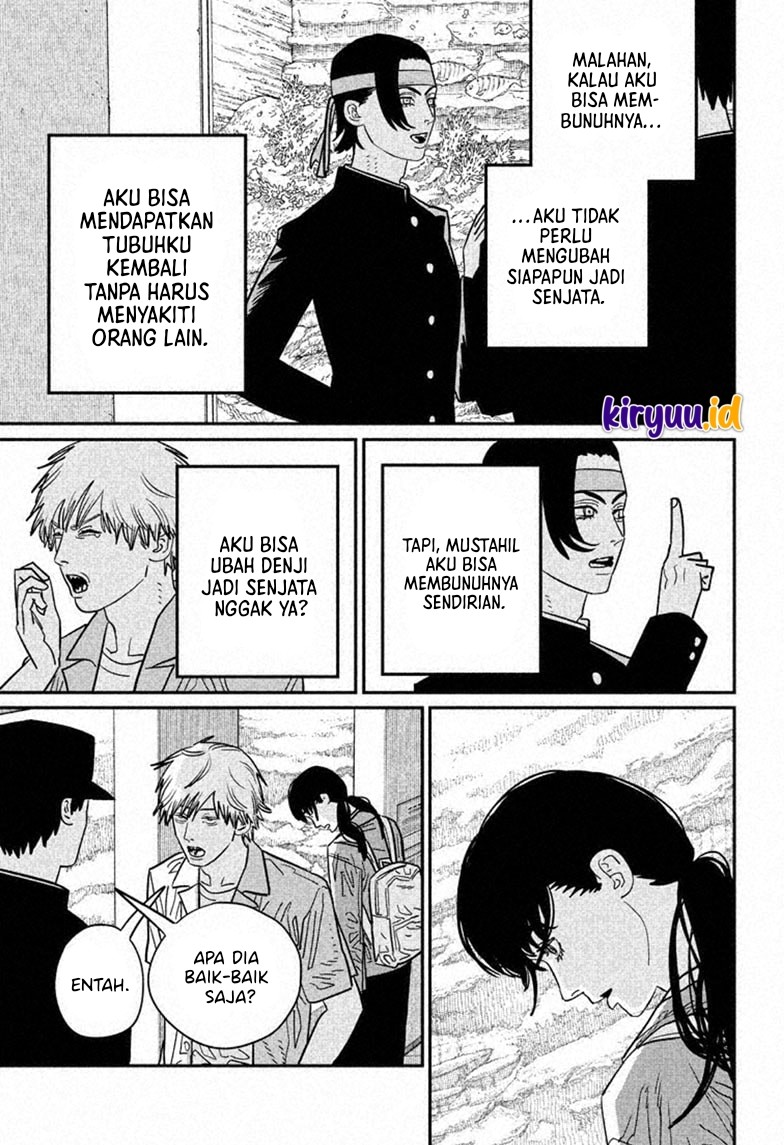 MALAHAN,
KALAU AKU
BISA MEM-
BUNUHNYA...
...AKU TIDAK
PERLU
MENGUBAH
SIAPAPUN JADI
SENJATA.
AKU BISA
MENDAPATKAN
TUBUHKU
KEMBALI
TANPA HARUS
MENYAKITI
ORANG LAIN.
kiryuu.id
TAPI, MUSTAHIL
AKU BISA
MEMBUNUHNYA
SENDIRIAN.
AKU BISA
UBAH DENJI
JADI SENJATA
NGGAK YA?
APA DIA
BAIK-BAIK
SAJA?
ENTAH.